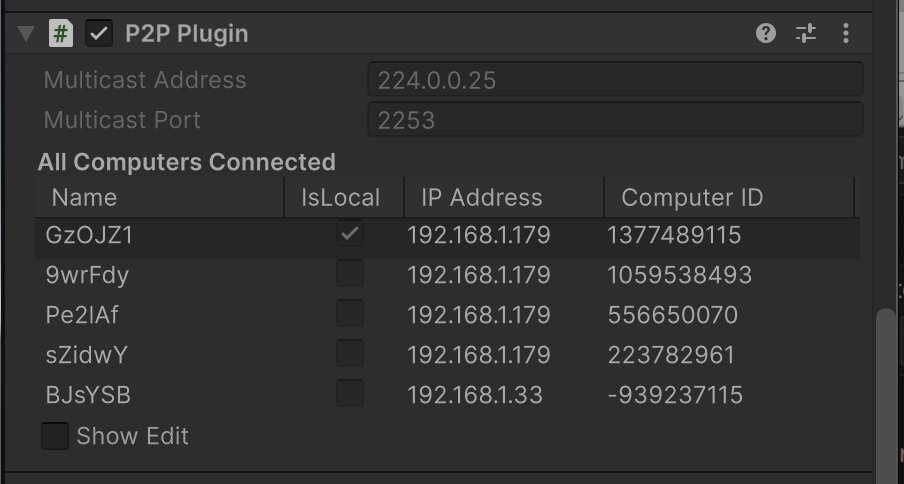 P2P Plugin
Multicast Address 224.0.0.25
Multicast Port 2253
All Computers Connected
Name IsLocal IP Address Computer ID
GzOJZ1 192.168.1.179 1377489115
9wrFdy 192.168.1.179 1059538493
Pe2lAf 192.168.1.179 556650070
sZidwY 192.168.1.179 223782961
BJsYSB 192.168.1.33 -939237115
Show Edit